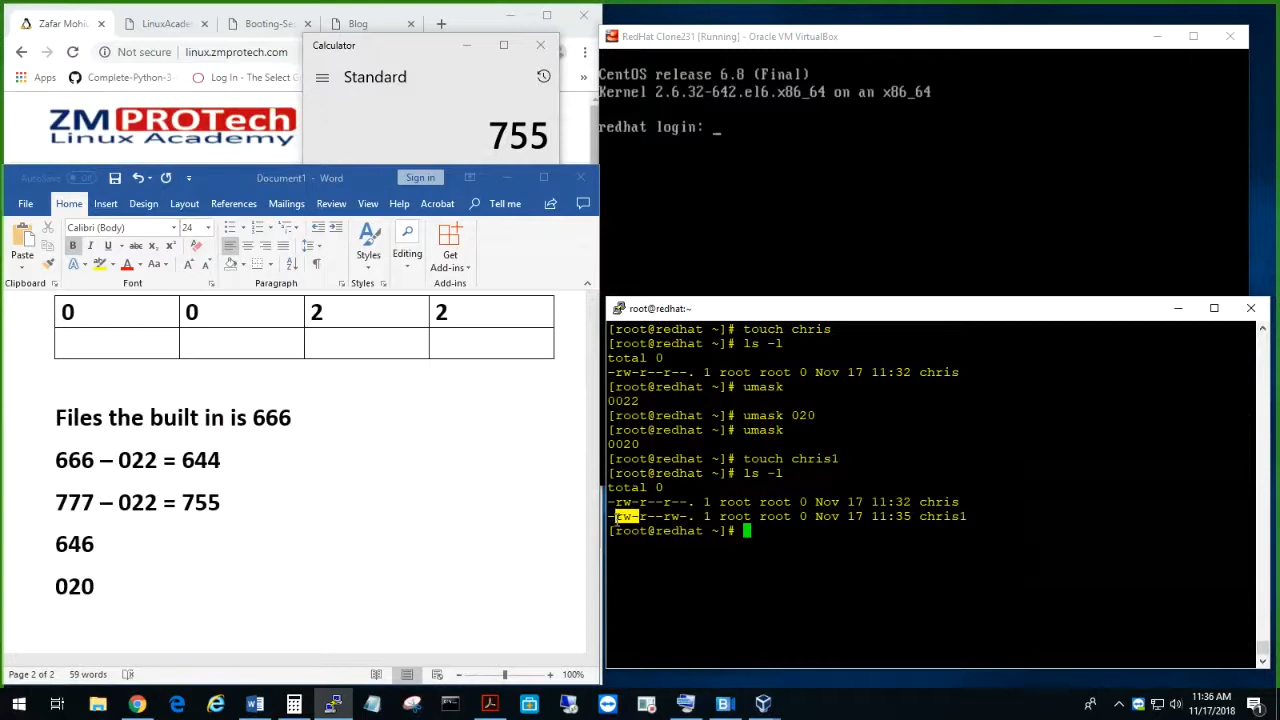 Zafar Mohiu
LinuxAcadem
Booting-Se
Blog
Not secure
linux.zmprotech.com
Apps
Complete-Python-3
Log In - The Select G
»
ZMPROTech
Linux Academy
Calculator
Standard
755
AutoSave
Off
Document1 - Word
Sign in
File
Home
Insert
Design
Layout
References
Mailings
Review
View
Help
Acrobat
Tell me
Paste
Calibri (Body)
24
Styles
Editing
Get
Add-ins
Clipboard
Font
Paragraph
Styles
Add-ins
0 0 2 2
Files the built in is 666
666 – 022 = 644
777 – 022 = 755
646
020
Page 2 of 2
59 words
100%
RedHat Clone231 [Running] - Oracle VM VirtualBox
CentOS release 6.8 (Final)
Kernel 2.6.32-642.el6.x86_64 on an x86_64
redhat login: _
root@redhat:~
[root@redhat ~]# touch chris
[root@redhat ~]# ls -l
total 0
-rw-r--r--. 1 root root 0 Nov 17 11:32 chris
[root@redhat ~]# umask
0022
[root@redhat ~]# umask 020
[root@redhat ~]# umask
0020
[root@redhat ~]# touch chris1
[root@redhat ~]# ls -l
total 0
-rw-r--r--. 1 root root 0 Nov 17 11:32 chris
-rw-r--rw-. 1 root root 0 Nov 17 11:35 chris1
[root@redhat ~]#
11:36 AM
11/17/2018